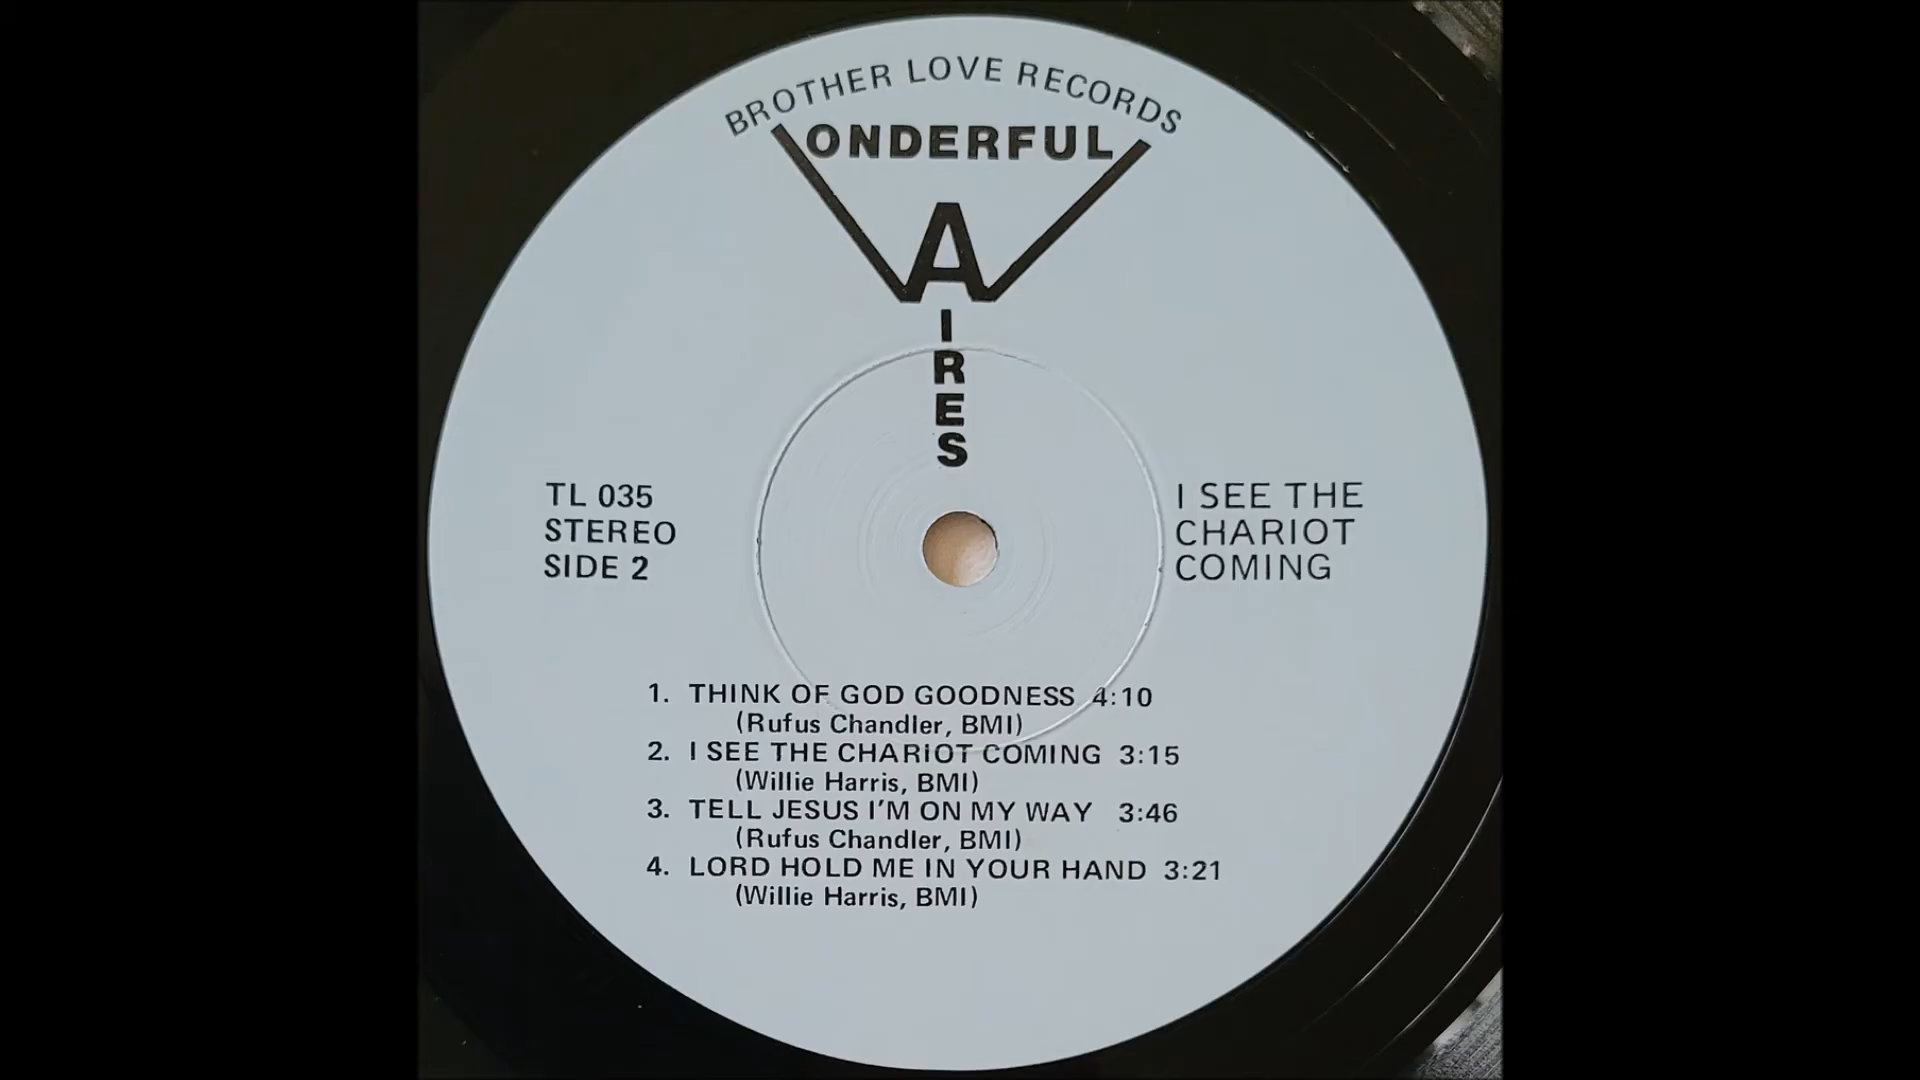 BROTHER LOVE RECORDS
WONDERFUL
AIRES
TL 035
STEREO
SIDE 2
I SEE THE
CHARIOT
COMING
1. THINK OF GOD GOODNESS 4:10
(Rufus Chandler, BMI)
2. I SEE THE CHARIOT COMING 3:15
(Willie Harris, BMI)
3. TELL JESUS I'M ON MY WAY 3:46
(Rufus Chandler, BMI)
4. LORD HOLD ME IN YOUR HAND 3:21
(Willie Harris, BMI)